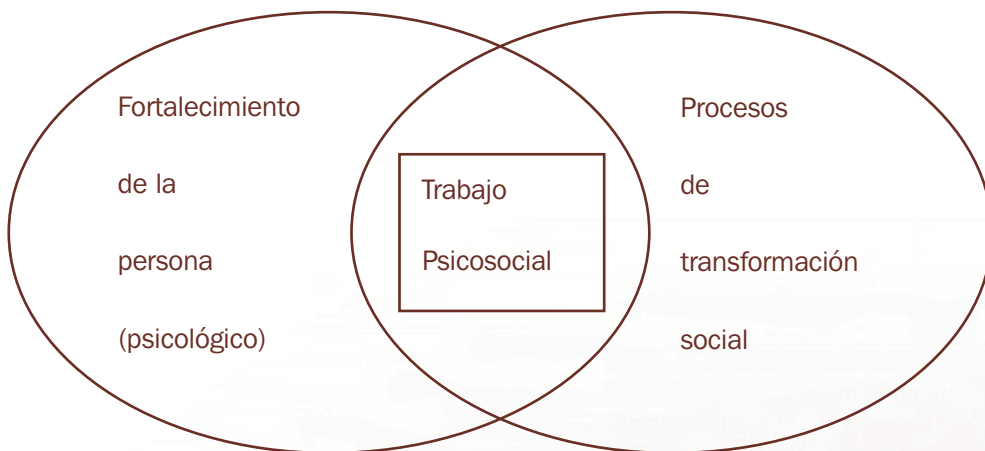 Fortalecimiento
de la
persona
(psicológico)
Trabajo
Psicosocial
Procesos
de
transformación
social